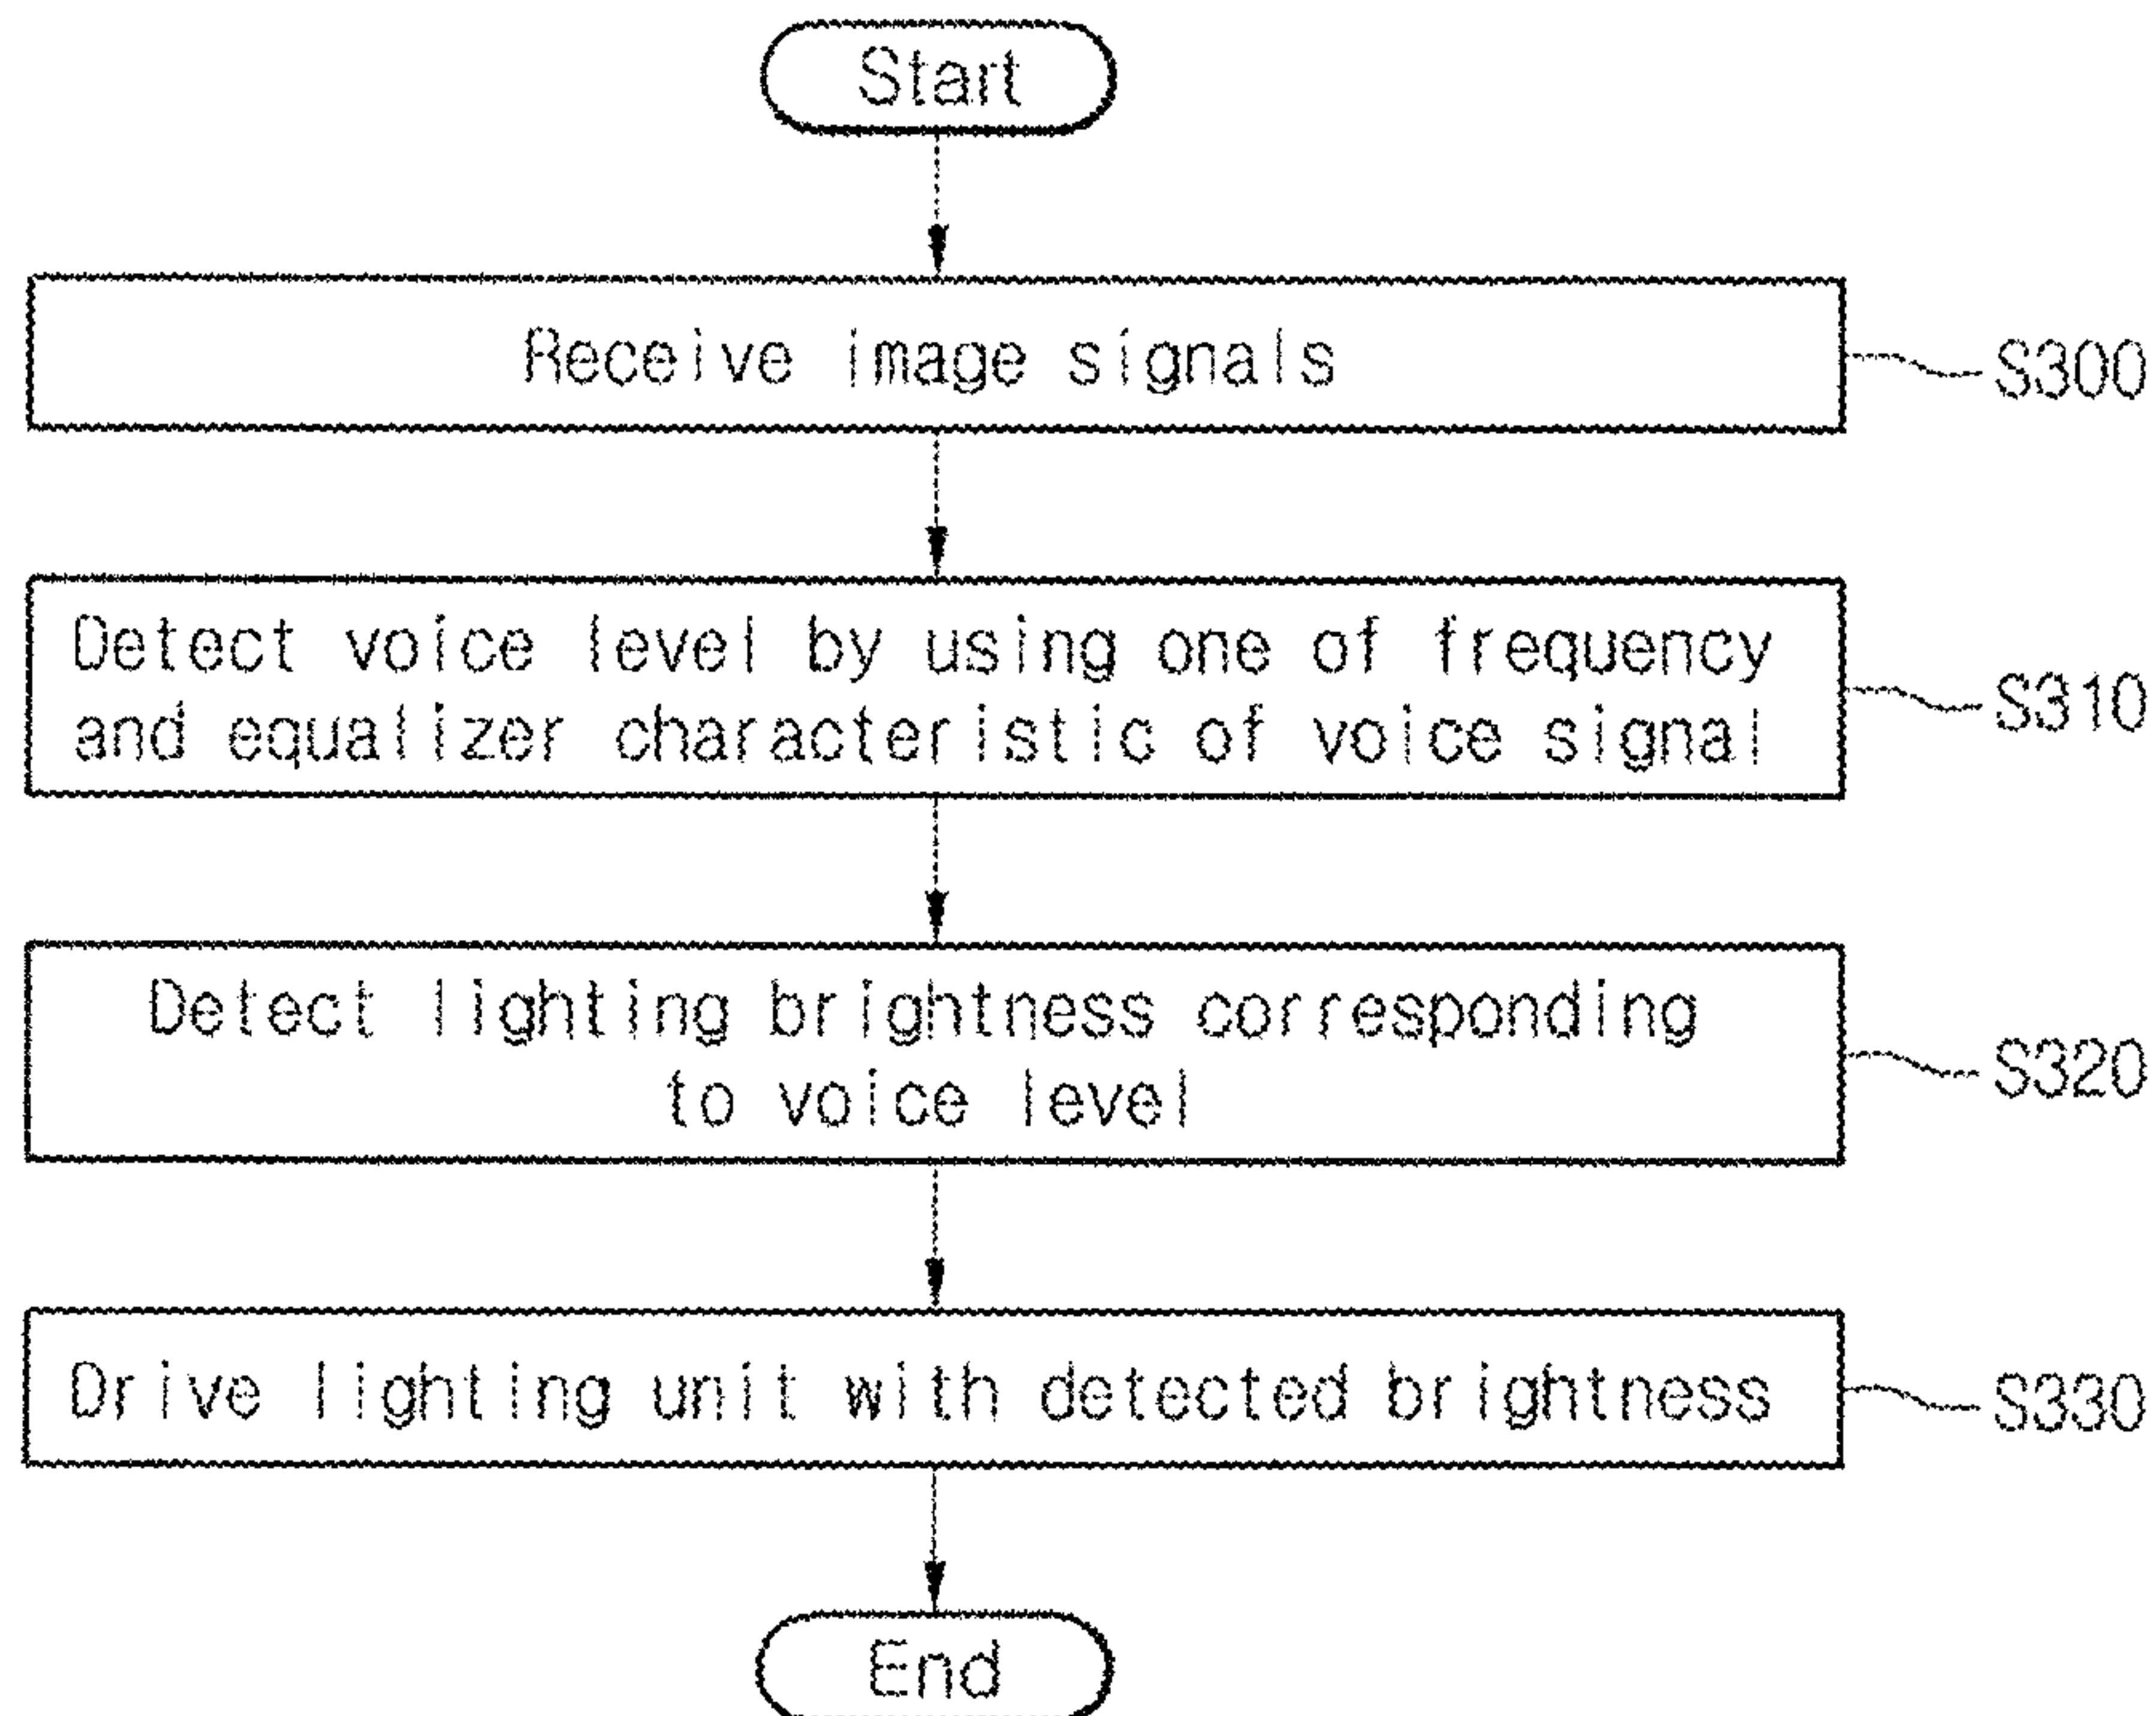 Start
Receive image signals
S300
Detect voice level by using one of frequency
and equalizer characteristic of voice signal
S310
Detect lighting brightness corresponding
to voice level
S320
Drive lighting unit with detected brightness
S330
End